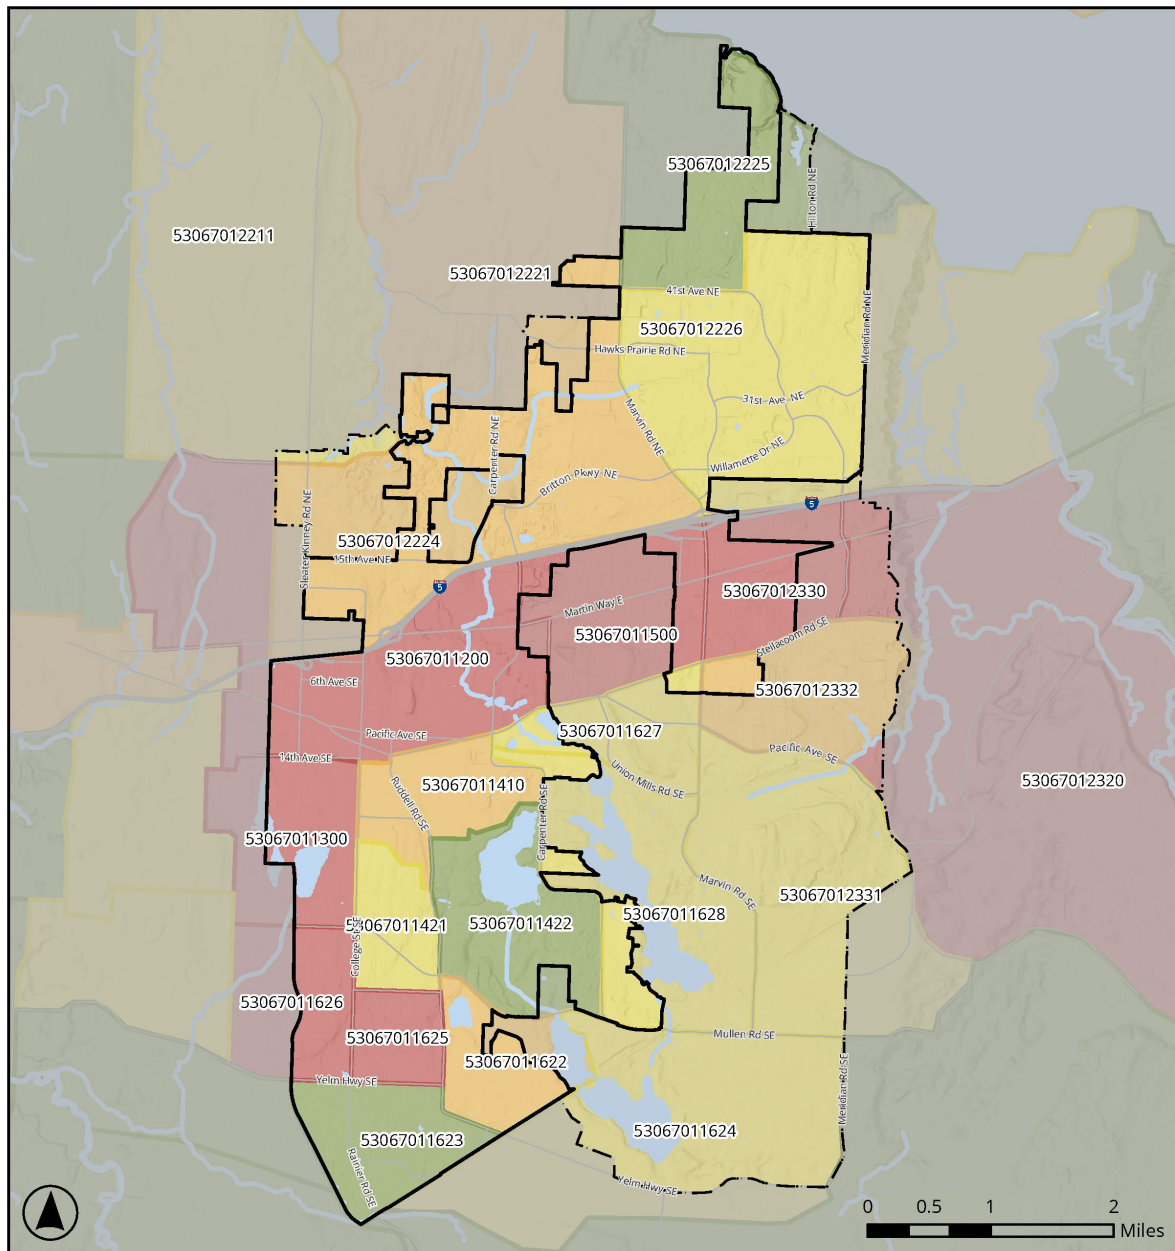 53067012225
Hilton Rd NE
53067012211
53067012221
41st Ave NE
53067012226
Meridian Rd NE
Hawks Prairie Rd NE
31st Ave NE
Marvin Rd NE
Carpenter Rd NE
Willamette Dr NE
Britton Pkwy NE
5
Sleater Kinney Rd NE
53067012224
15th Ave NE
5
53067012330
Martin Way E
53067011500
Steilacoom Rd SE
53067011200
6th Ave SE
53067012332
Pacific Ave SE
53067011627
14th Ave SE
Pacific Ave SE
Union Mills Rd SE
53067012320
53067011410
Ruddell Rd SE
Carpenter Rd SE
53067011300
Marvin Rd SE
53067012331
53067011628
53067011421
53067011422
College St SE
53067011626
53067011625
Mullen Rd SE
53067011622
Yelm Hwy SE
Meridian Rd SE
53067011624
53067011623
Rainier Rd SE
Yelm Hwy SE
0 0.5 1 2
Miles